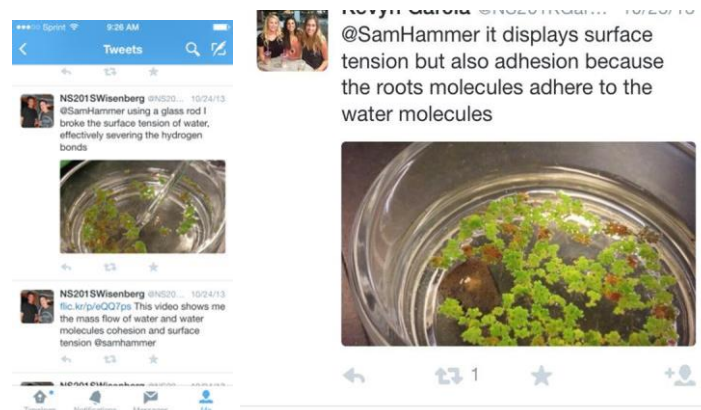 Sprint
9:26 AM
Tweets
NS201SWisenberg @NS20... 10/24/13
@SamHammer using a glass rod I
broke the surface tension of water,
effectively severing the hydrogen
bonds
NS201SWisenberg @NS20... 10/24/13
flic.kr/p/eQQ7ps This video shows me
the mass flow of water and water
molecules cohesion and surface
tension @samhammer
NS201SWisenberg
Me
@SamHammer it displays surface
tension but also adhesion because
the roots molecules adhere to the
water molecules
1